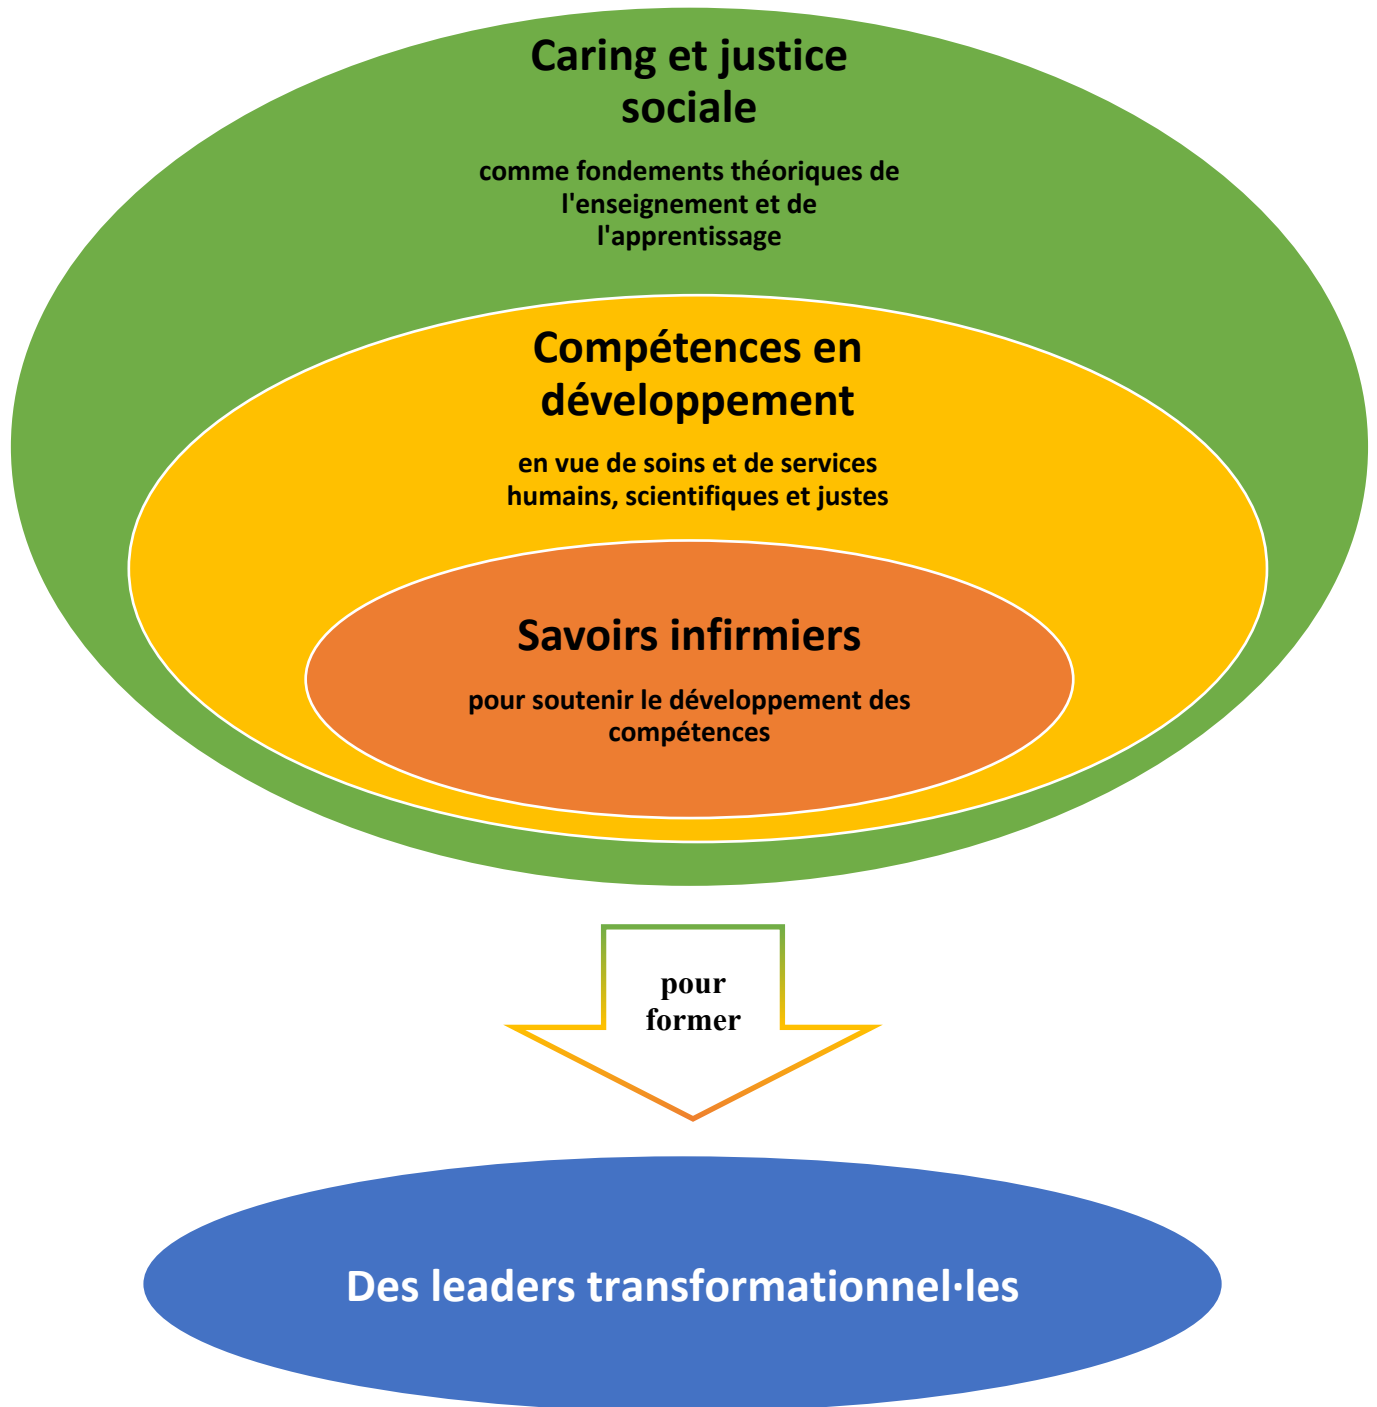 Caring et justice
sociale
comme fondements théoriques de
l'enseignement et de
l'apprentissage
Compétences en
développement
en vue de soins et de services
humains, scientifiques et justes
Savoirs infirmiers
pour soutenir le développement des
compétences
pour
former
Des leaders transformationnel·les